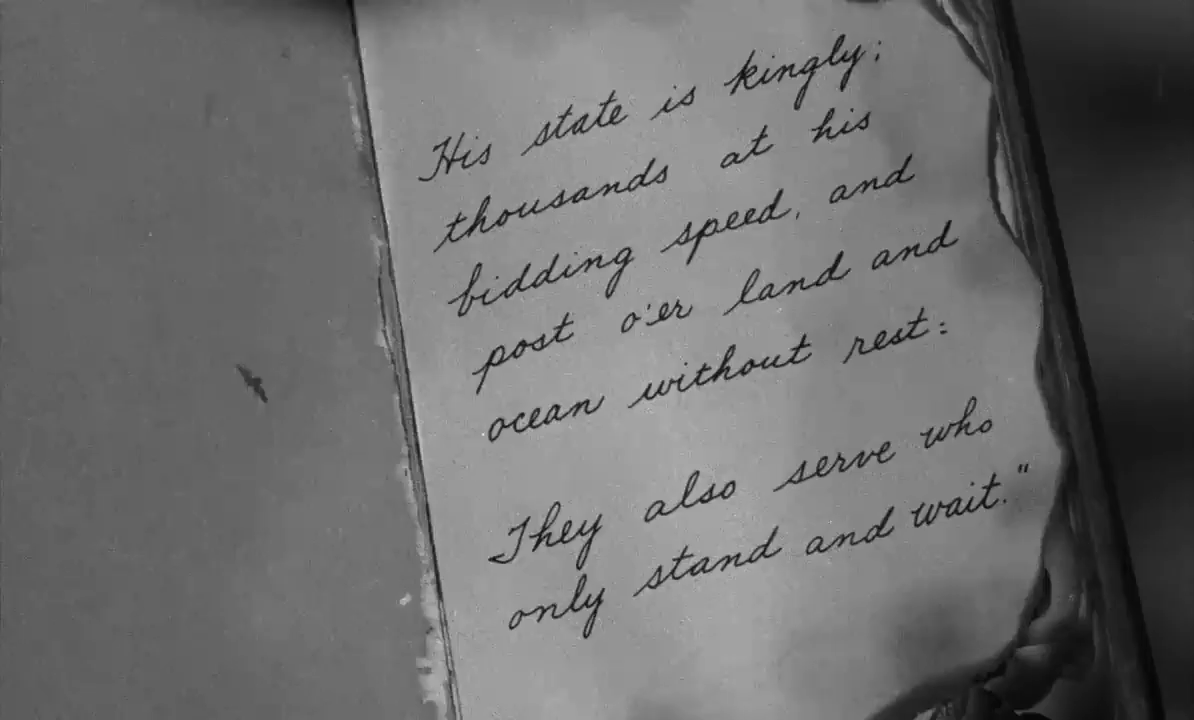 His state is kingly;
thousands at his
bidding speed, and
post o'er land and
ocean without rest:
They also serve who
only stand and wait."